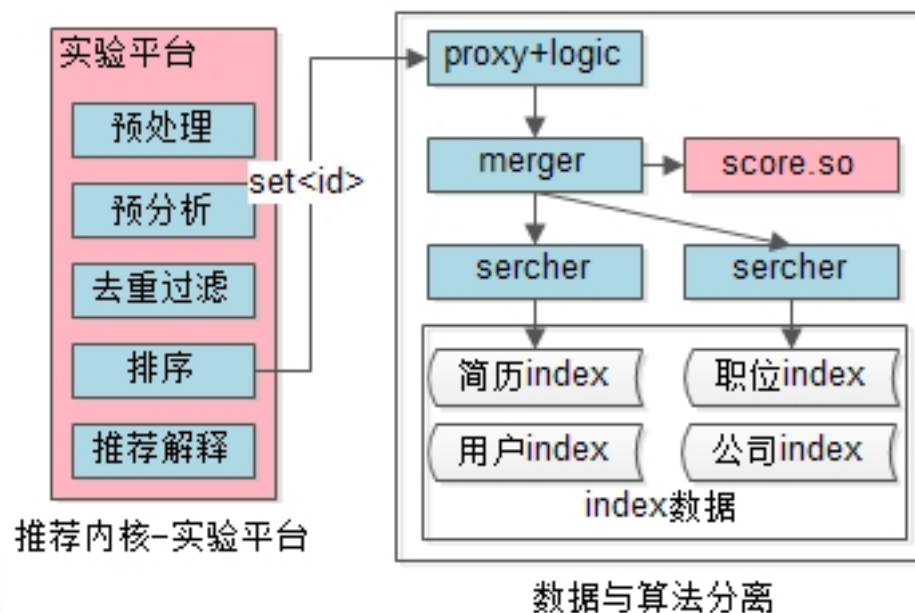 实验平台
预处理
预分析
去重过滤
排序
推荐解释
推荐内核-实验平台
set<id>
proxy+logic
merger
score.so
sercher
sercher
简历index
职位index
用户index
公司index
index数据
数据与算法分离